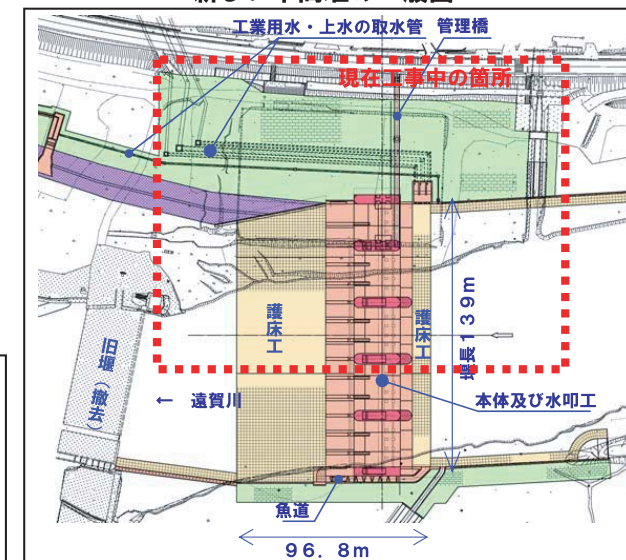 工業用水・上水の取水管
管理橋
現在工事中の箇所
護床工
護床工
堰長139m
旧堰（撤去）
← 遠賀川
本体及び水叩工
魚道
96．8m